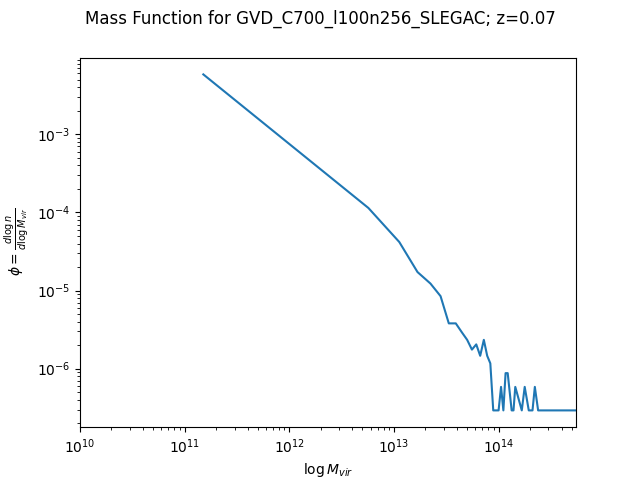 Mass Function for GVD_C700_l100n256_SLEGAC; z=0.07
10⁻³
10⁻⁴
10⁻⁵
10⁻⁶
ϕ = d log n / d log M_vir
10¹⁰ 10¹¹ 10¹² 10¹³ 10¹⁴
log M_vir